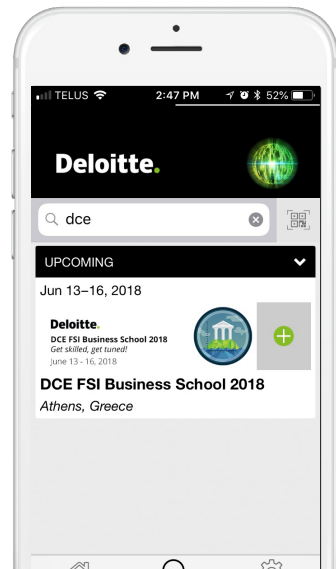 TELUS 2:47 PM 52%
Deloitte.
dce
UPCOMING
Jun 13–16, 2018
Deloitte.
DCE FSI Business School 2018
Get skilled, get tuned!
June 13 - 16, 2018
DCE FSI Business School 2018
Athens, Greece